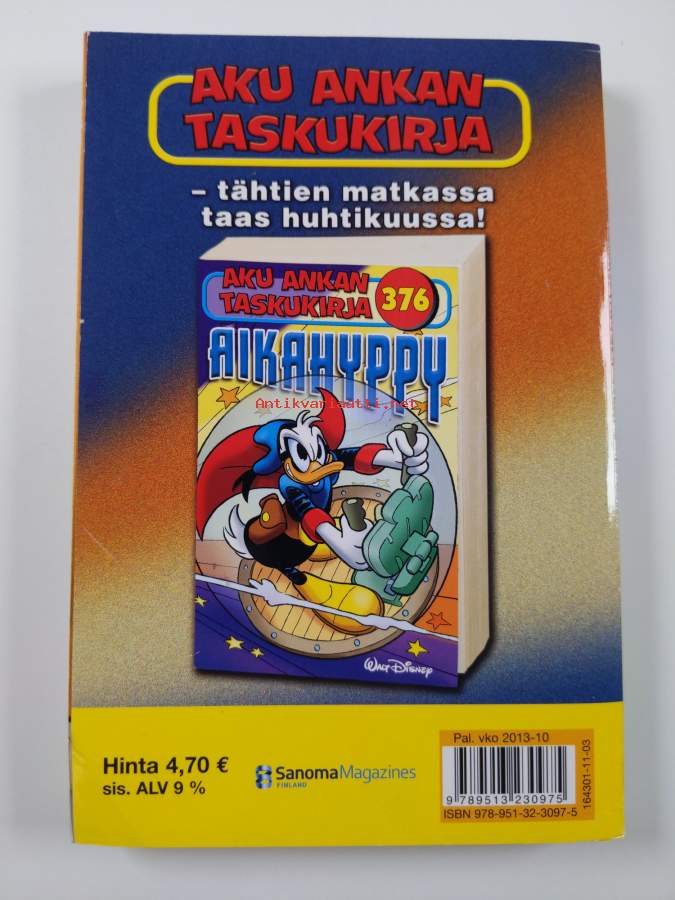 AKU ANKAN
TASKUKIRJA
– tähtien matkassa
taas huhtikuussa!
AKU ANKAN
TASKUKIRJA
376
AIKAHYPPY
Antikvariaatti.net
WALT DISNEY
Hinta 4,70 €
sis. ALV 9 %
SanomaMagazines
FINLAND
Pal. vko 2013-10
9 789513 230975
ISBN 978-951-32-3097-5
164301-11-03